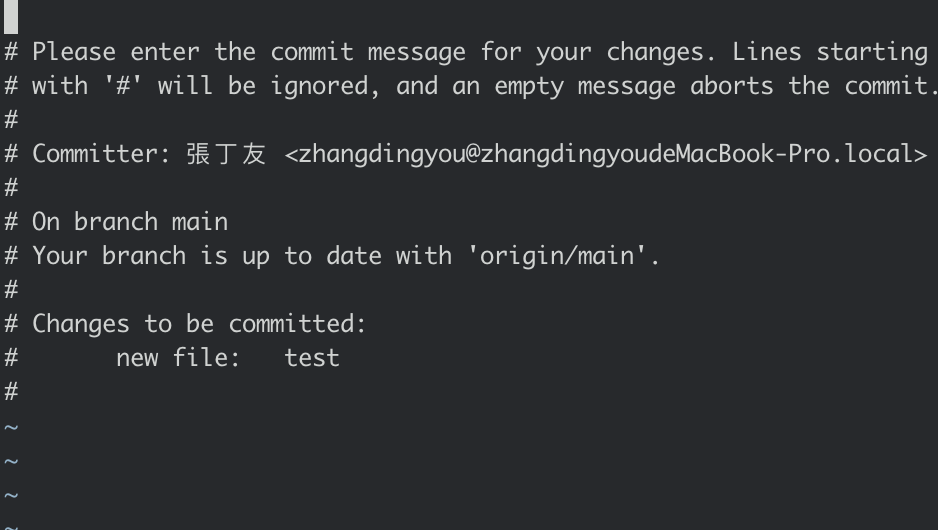 # Please enter the commit message for your changes. Lines starting
# with '#' will be ignored, and an empty message aborts the commit.
#
# Committer: 張丁友 <zhangdingyou@zhangdingyoudeMacBook-Pro.local>
#
# On branch main
# Your branch is up to date with 'origin/main'.
#
# Changes to be committed:
#       new file:   test
#
~
~
~
~